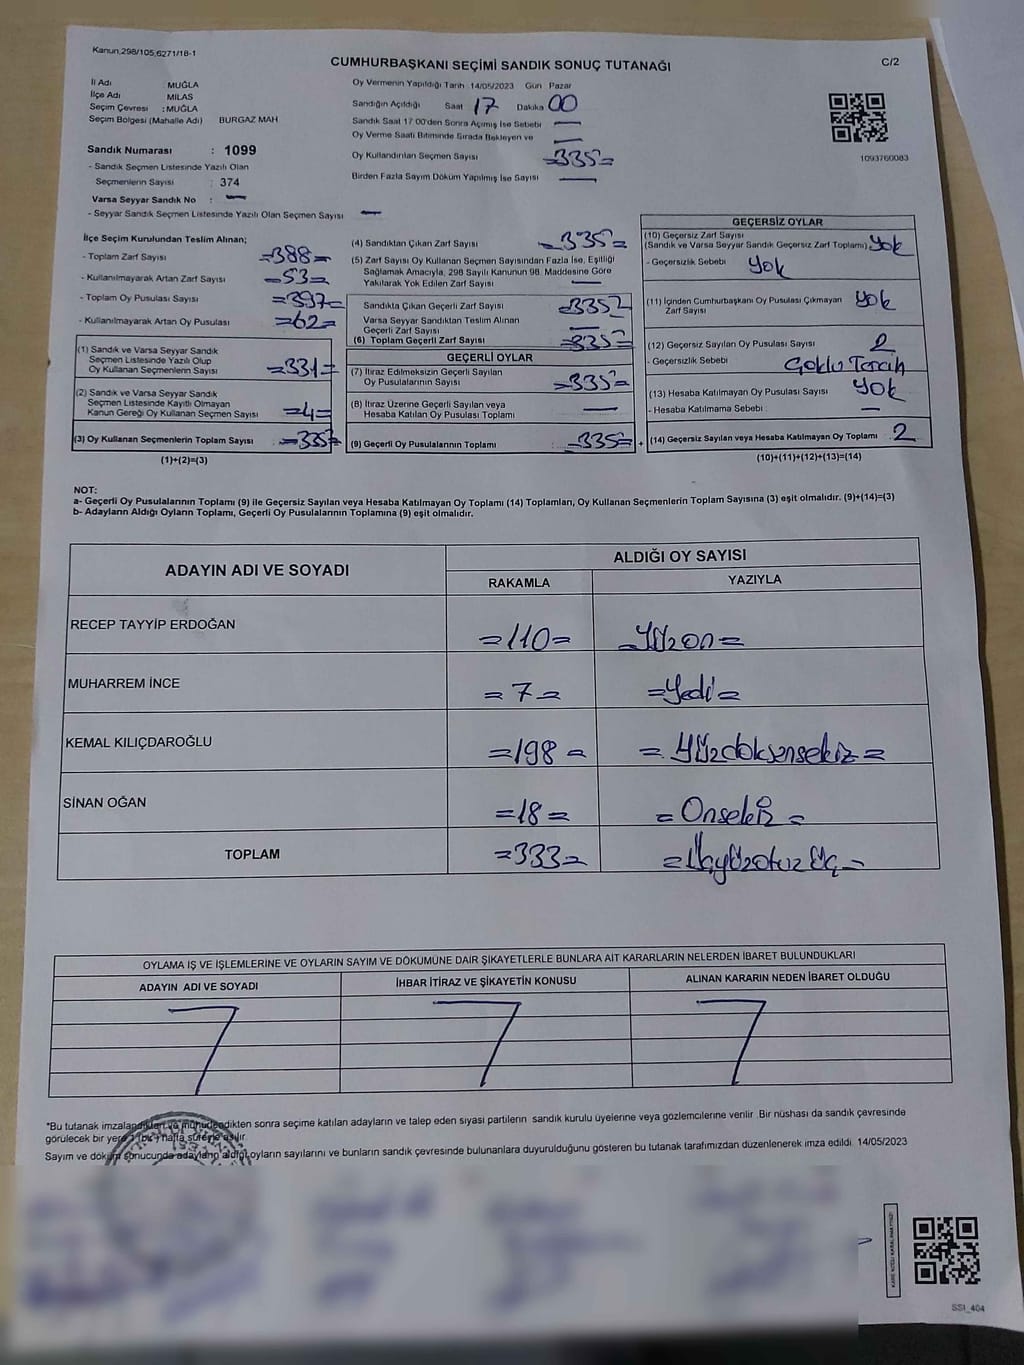 Kanun,298/105,6271/18-1
CUMHURBAŞKANI SEÇİMİ SANDIK SONUÇ TUTANAĞI
C/2
İl Adı : MUĞLA
İlçe Adı MİLAS
Seçim Çevresi : MUĞLA
Seçim Bölgesi (Mahalle Adı) BURGAZ MAH
Sandık Numarası : 1099
- Sandık Seçmen Listesinde Yazılı Olan
Seçmenlerin Sayısı : 374
Varsa Seyyar Sandık No : —
- Seyyar Sandık Seçmen Listesinde Yazılı Olan Seçmen Sayısı —
Oy Vermenin Yapıldığı Tarih 14/05/2023 Gün Pazar
Sandığın Açıldığı Saat 17 Dakika 00
Sandık Saat 17.00'den Sonra Açımış İse Sebebi —
Oy Verme Saati Bitiminde Sırada Bekleyen ve —
Oy Kullandırılan Seçmen Sayısı =335=
Birden Fazla Sayım Döküm Yapılmış İse Sayısı —
1093760083
İlçe Seçim Kurulundan Teslim Alınan;
- Toplam Zarf Sayısı =388=
- Kullanılmayarak Artan Zarf Sayısı =53=
- Toplam Oy Pusulası Sayısı =397=
- Kullanılmayarak Artan Oy Pusulası =62=
(1) Sandık ve Varsa Seyyar Sandık
Seçmen Listesinde Yazılı Olup
Oy Kullanan Seçmenlerin Sayısı =331=
(2) Sandık ve Varsa Seyyar Sandık
Seçmen Listesinde Kayıtlı Olmayan
Kanun Gereği Oy Kullanan Seçmen Sayısı =4=
(3) Oy Kullanan Seçmenlerin Toplam Sayısı =335=
(1)+(2)=(3)
(4) Sandıktan Çıkan Zarf Sayısı =335=
(5) Zarf Sayısı Oy Kullanan Seçmen Sayısından Fazla İse, Eşitliği
Sağlamak Amacıyla, 298 Sayılı Kanunun 98. Maddesine Göre
Yakılarak Yok Edilen Zarf Sayısı —
Sandıkta Çıkan Geçerli Zarf Sayısı =335=
Varsa Seyyar Sandıktan Teslim Alınan
Geçerli Zarf Sayısı —
(6) Toplam Geçerli Zarf Sayısı =335=
GEÇERLİ OYLAR
(7) İtiraz Edilmeksizin Geçerli Sayılan
Oy Pusulalarının Sayısı =335=
(8) İtiraz Üzerine Geçerli Sayılan veya
Hesaba Katılan Oy Pusulası Toplamı —
(9) Geçerli Oy Pusulalarının Toplamı : =335= +
GEÇERSİZ OYLAR
(10) Geçersiz Zarf Sayısı
(Sandık ve Varsa Seyyar Sandık Geçersiz Zarf Toplamı) Yok
- Geçersizlik Sebebi Yok
(11) İçinden Cumhurbaşkanı Oy Pusulası Çıkmayan
Zarf Sayısı Yok
(12) Geçersiz Sayılan Oy Pusulası Sayısı : 2
- Geçersizlik Sebebi : Çoklu Tercih
(13) Hesaba Katılmayan Oy Pusulası Sayısı Yok
- Hesaba Katılmama Sebebi : —
(14) Geçersiz Sayılan veya Hesaba Katılmayan Oy Toplamı : 2
(10)+(11)+(12)+(13)=(14)
NOT:
a- Geçerli Oy Pusulalarının Toplamı (9) ile Geçersiz Sayılan veya Hesaba Katılmayan Oy Toplamı (14) Toplamları, Oy Kullanan Seçmenlerin Toplam Sayısına (3) eşit olmalıdır. (9)+(14)=(3)
b- Adayların Aldığı Oyların Toplamı, Geçerli Oy Pusulalarının Toplamına (9) eşit olmalıdır.
ADAYIN ADI VE SOYADI
ALDIĞI OY SAYISI
RAKAMLA YAZIYLA
RECEP TAYYİP ERDOĞAN =110= =Yüzon=
MUHARREM İNCE =7= =Yedi=
KEMAL KILIÇDAROĞLU =198= =Yüzdoksensekiz=
SİNAN OĞAN =18= =Onsekiz=
TOPLAM =333= =Üçyüzotuz üç=
OYLAMA İŞ VE İŞLEMLERİNE VE OYLARIN SAYIM VE DÖKÜMÜNE DAİR ŞİKAYETLERLE BUNLARA AİT KARARLARIN NELERDEN İBARET BULUNDUKLARI
ADAYIN ADI VE SOYADI İHBAR İTİRAZ VE ŞİKAYETİN KONUSU ALINAN KARARIN NEDEN İBARET OLDUĞU
*Bu tutanak imzalandıktan ve mühürlendikten sonra seçime katılan adayların ve talep eden siyasi partilerin sandık kurulu üyelerine veya gözlemcilerine verilir. Bir nüshası da sandık çevresinde
görülecek bir yere 1 (bir) hafta süreyle asılır.
Sayım ve döküm sonucunda adayların aldığı oyların sayılarını ve bunların sandık çevresinde bulunanlara duyurulduğunu gösteren bu tutanak tarafımızdan düzenlenerek imza edildi. 14/05/2023
SSI_404